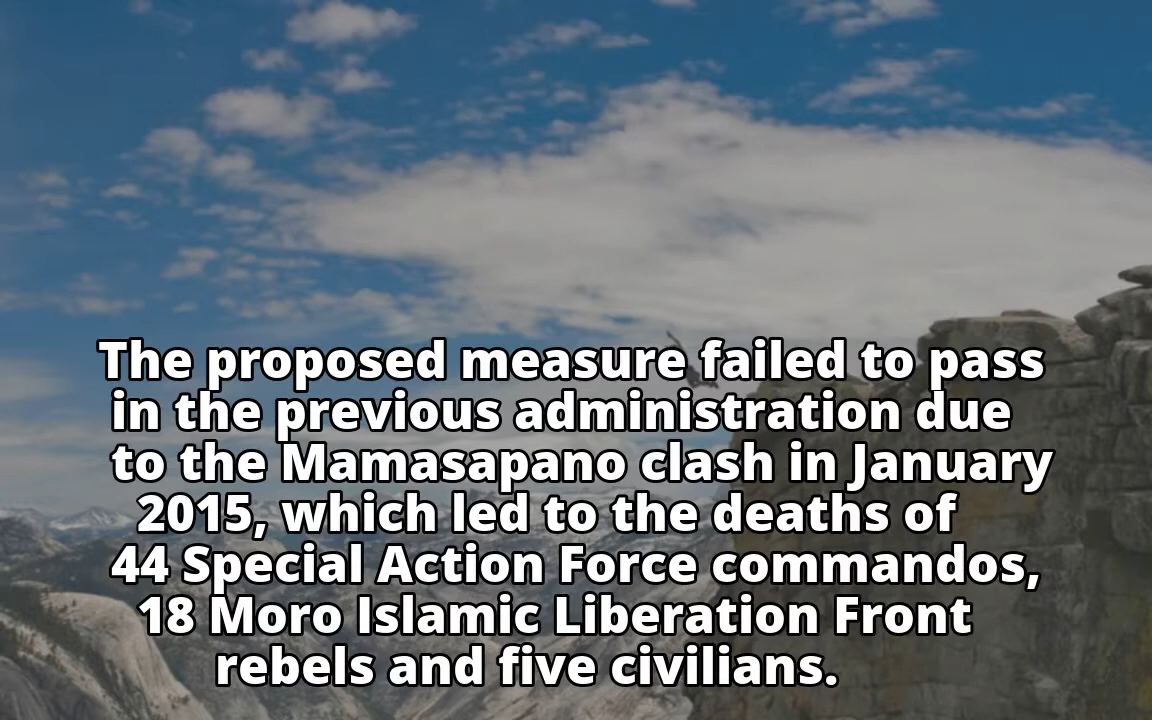 The proposed measure failed to pass
in the previous administration due
to the Mamasapano clash in January
2015, which led to the deaths of
44 Special Action Force commandos,
18 Moro Islamic Liberation Front
rebels and five civilians.